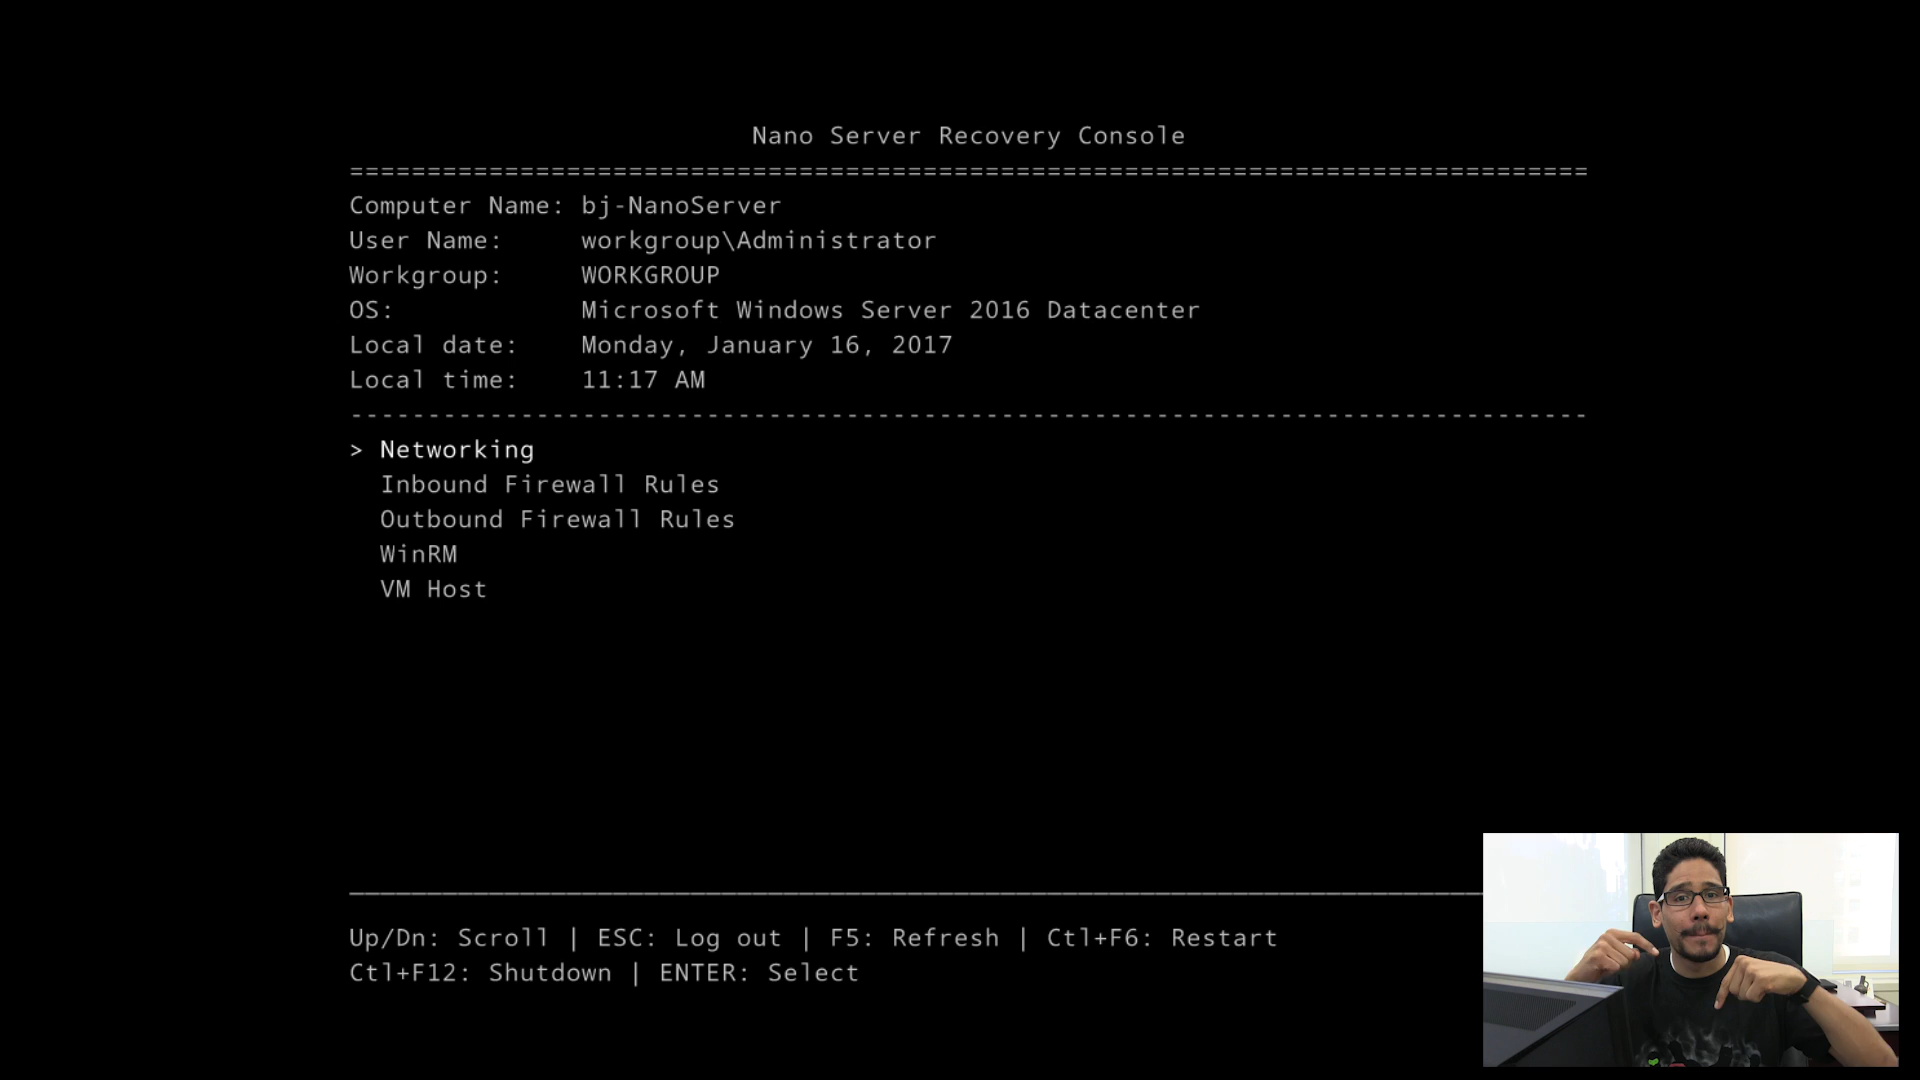 Nano Server Recovery Console
================================================================================
Computer Name: bj-NanoServer
User Name:     workgroup\Administrator
Workgroup:     WORKGROUP
OS:            Microsoft Windows Server 2016 Datacenter
Local date:    Monday, January 16, 2017
Local time:    11:17 AM
--------------------------------------------------------------------------------
> Networking
  Inbound Firewall Rules
  Outbound Firewall Rules
  WinRM
  VM Host
Up/Dn: Scroll | ESC: Log out | F5: Refresh | Ctl+F6: Restart
Ctl+F12: Shutdown | ENTER: Select